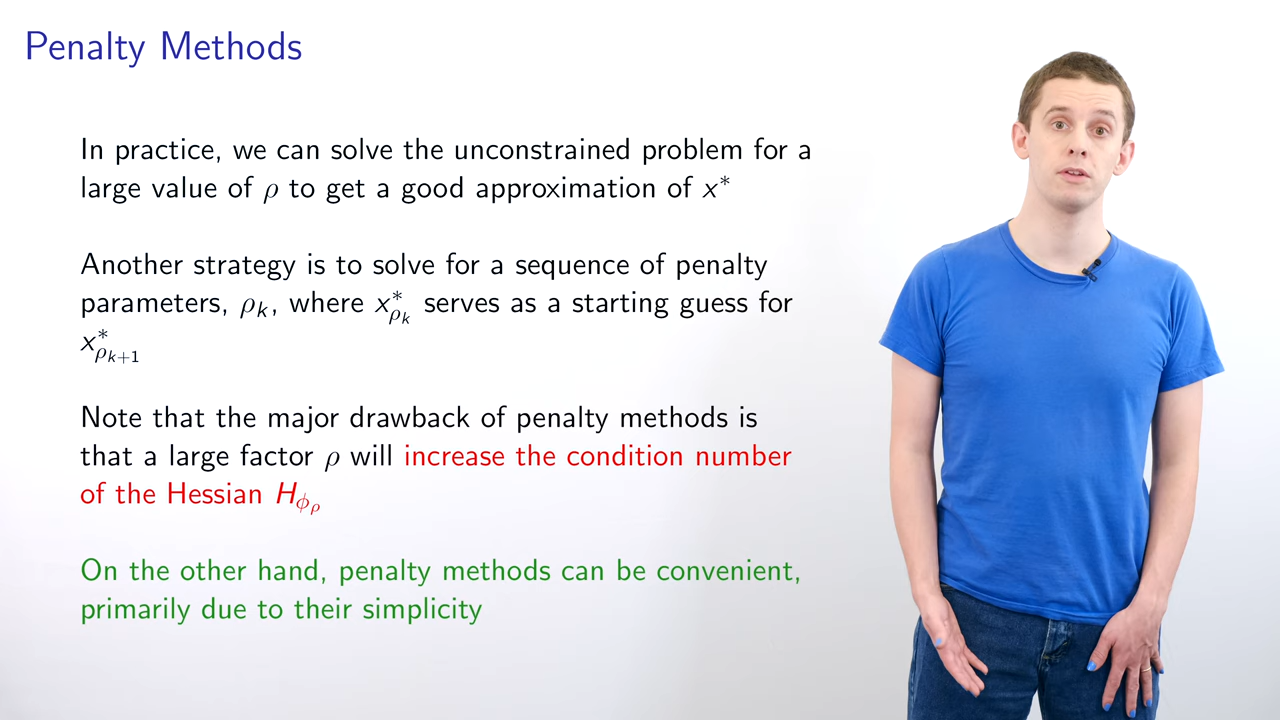 Penalty Methods
In practice, we can solve the unconstrained problem for a
large value of ρ to get a good approximation of x*
Another strategy is to solve for a sequence of penalty
parameters, ρₖ, where x*_{ρₖ} serves as a starting guess for
x*_{ρₖ₊₁}
Note that the major drawback of penalty methods is
that a large factor ρ will increase the condition number
of the Hessian H_{ϕ_ρ}
On the other hand, penalty methods can be convenient,
primarily due to their simplicity